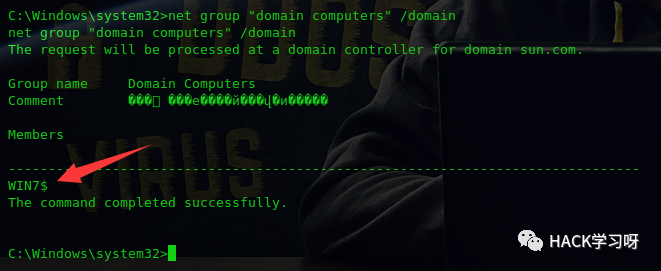 C:\Windows\system32>net group "domain computers" /domain
net group "domain computers" /domain
The request will be processed at a domain controller for domain sun.com.
Group name     Domain Computers
Comment
Members
-------------------------------------------------------------------------------
WIN7$
The command completed successfully.
C:\Windows\system32>
HACK学习呀
DDOS
VIRUS